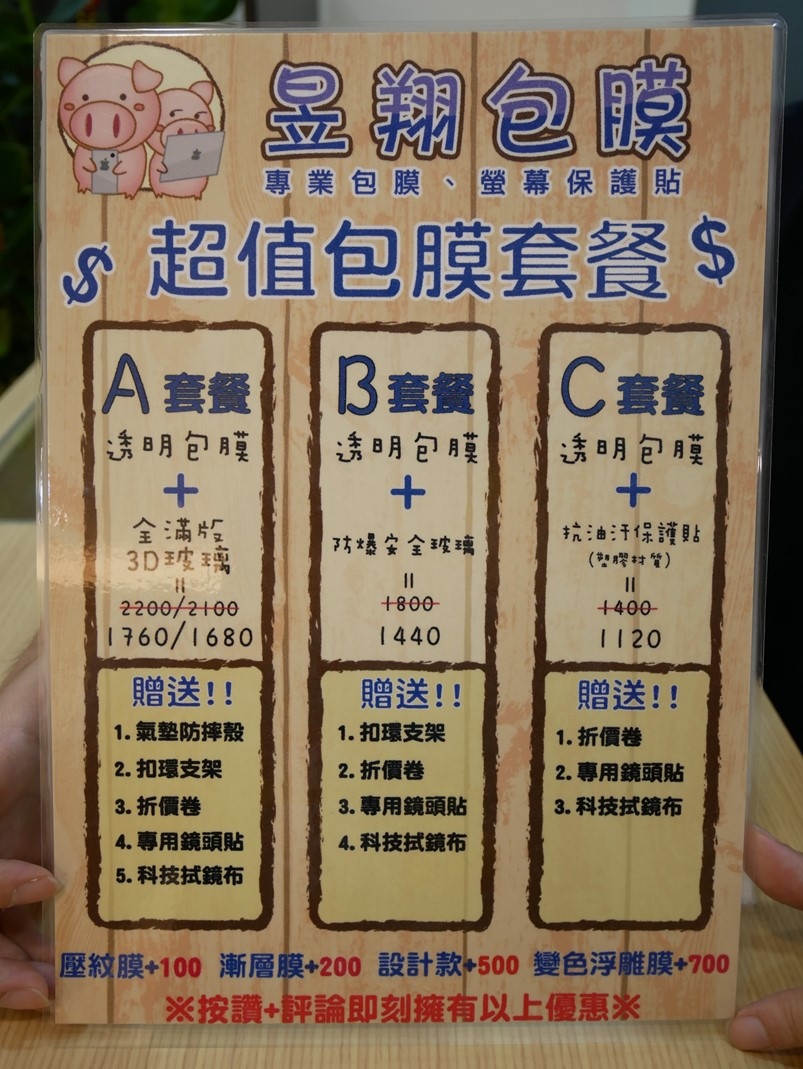 昱翔包膜
專業包膜、螢幕保護貼
$ 超值包膜套餐 $
A 套餐
透明包膜
+
全滿版
3D玻璃
=
2200/2100
1760/1680
贈送!!
1. 氣墊防摔殼
2. 扣環支架
3. 折價卷
4. 專用鏡頭貼
5. 科技拭鏡布
B 套餐
透明包膜
+
防爆安全玻璃
=
1800
1440
贈送!!
1. 扣環支架
2. 折價卷
3. 專用鏡頭貼
4. 科技拭鏡布
C 套餐
透明包膜
+
抗油汙保護貼
(塑膠材質)
=
1400
1120
贈送!!
1. 折價卷
2. 專用鏡頭貼
3. 科技拭鏡布
壓紋膜+100 漸層膜+200 設計款+500 變色浮雕膜+700
※按讚+評論即刻擁有以上優惠※